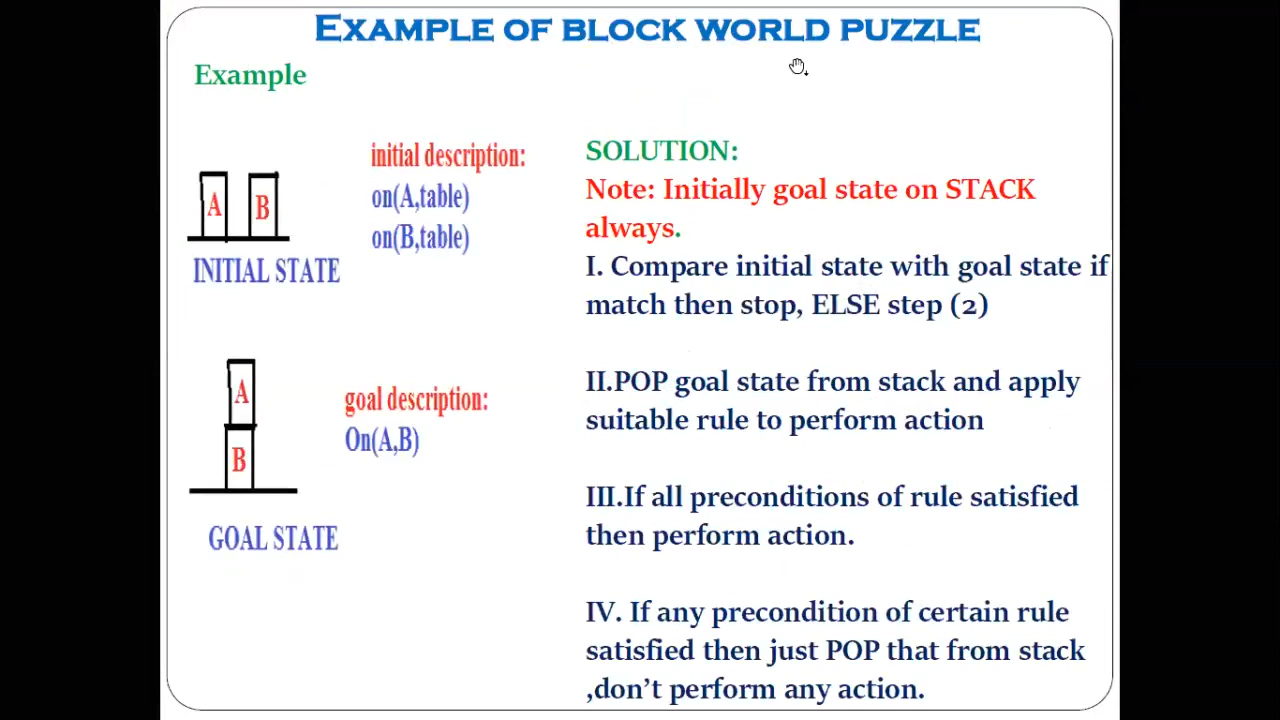 EXAMPLE OF BLOCK WORLD PUZZLE
Example
A B
INITIAL STATE
initial description:
on(A,table)
on(B,table)
A
B
GOAL STATE
goal description:
On(A,B)
SOLUTION:
Note: Initially goal state on STACK
always.
I. Compare initial state with goal state if
match then stop, ELSE step (2)
II.POP goal state from stack and apply
suitable rule to perform action
III.If all preconditions of rule satisfied
then perform action.
IV. If any precondition of certain rule
satisfied then just POP that from stack
,don't perform any action.